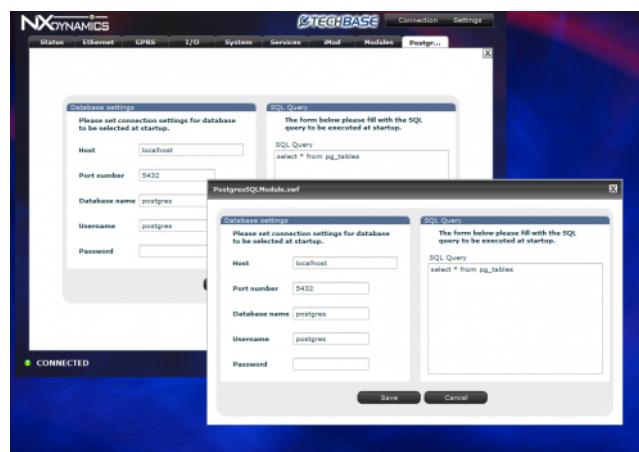 NXDYNAMICS
TECHBASE
Connection Settings
Status Ethernet GPRS I/O System Services iMod Modules Postgr...
X
Database settings
Please set connection settings for database
to be selected at startup.
Host localhost
Port number 5432
Database name postgres
Username postgres
Password
SQL Query
The form below please fill with the SQL
query to be executed at startup.
SQL Query
select * from pg_tables
CONNECTED
PostgresSQLModule.swf
X
Database settings
Please set connection settings for database
to be selected at startup.
Host localhost
Port number 5432
Database name postgres
Username postgres
Password
SQL Query
The form below please fill with the SQL
query to be executed at startup.
SQL Query
select * from pg_tables
Save Cancel